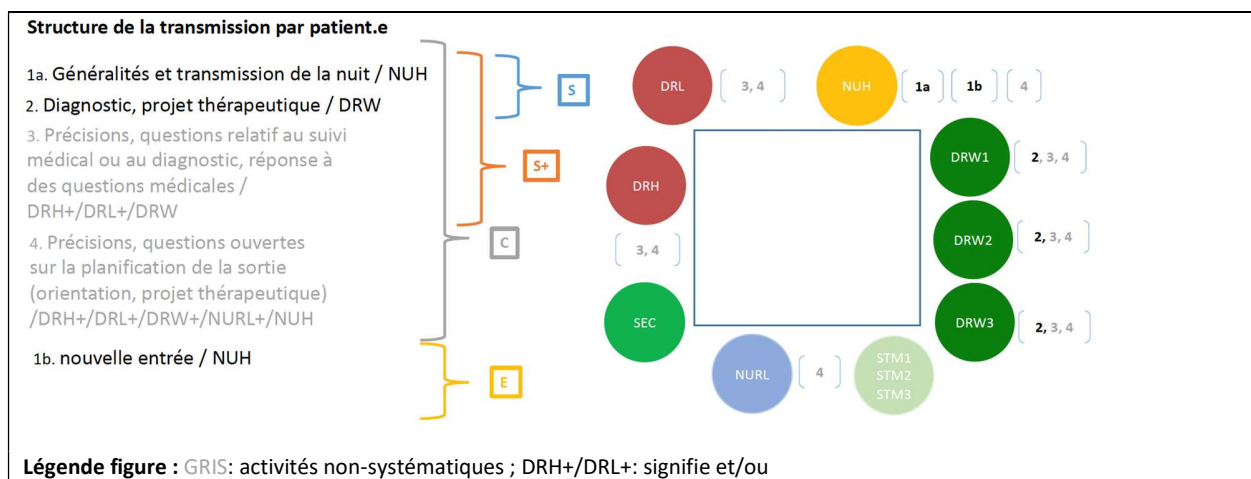 Structure de la transmission par patient.e
1a. Généralités et transmission de la nuit / NUH
2. Diagnostic, projet thérapeutique / DRW
3. Précisions, questions relatif au suivi
médical ou au diagnostic, réponse à
des questions médicales /
DRH+/DRL+/DRW
4. Précisions, questions ouvertes
sur la planification de la sortie
(orientation, projet thérapeutique)
/DRH+/DRL+/DRW+/NURL+/NUH
1b. nouvelle entrée / NUH
S
S+
C
E
DRL
3, 4
NUH
1a
1b
4
DRW1
2, 3, 4
DRH
3, 4
DRW2
2, 3, 4
SEC
DRW3
2, 3, 4
NURL
4
STM1
STM2
STM3
Légende figure : GRIS: activités non-systématiques ; DRH+/DRL+: signifie et/ou